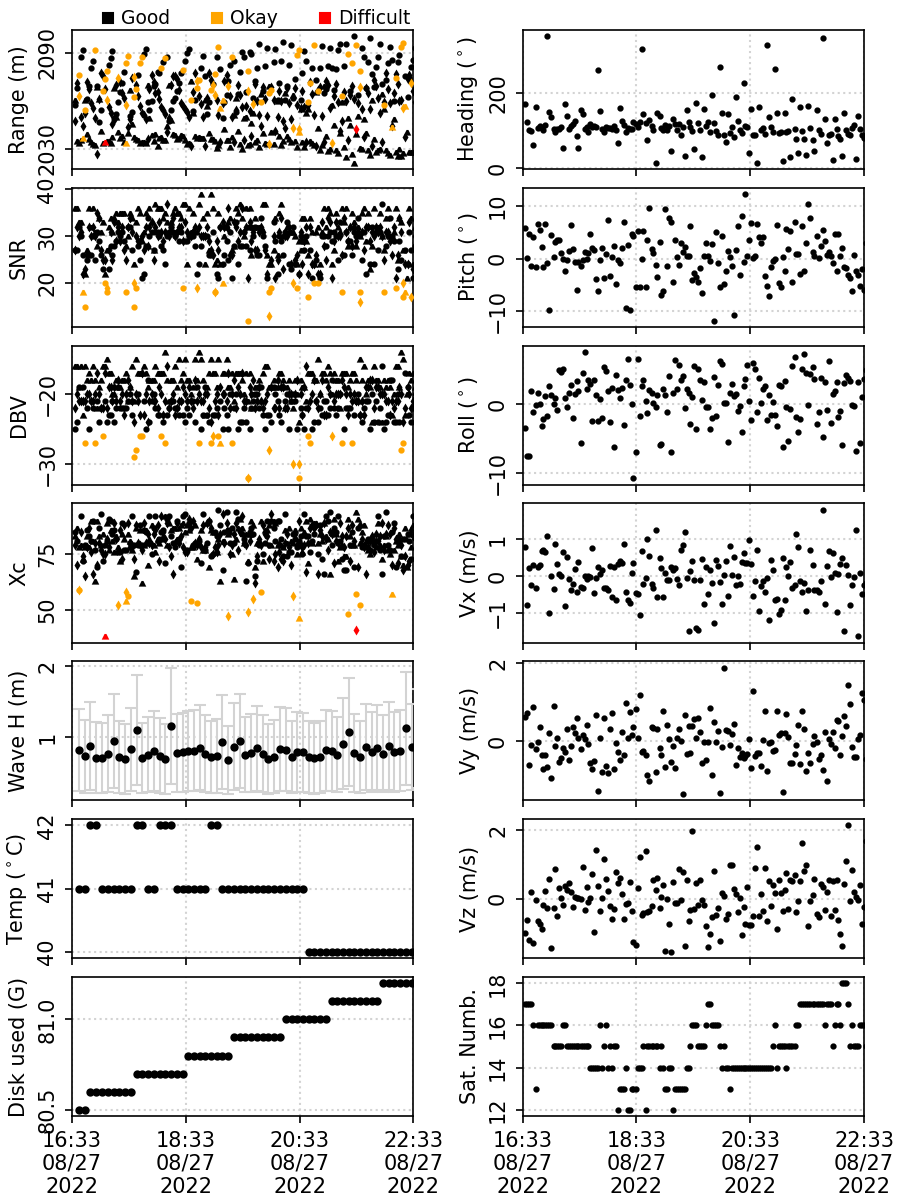 Good Okay Difficult
Range (m)
2090
2030
Heading (°)
200
0
SNR
40
30
20
Pitch (°)
10
0
−10
DBV
−20
−30
Roll (°)
0
−10
Xc
75
50
Vx (m/s)
1
0
−1
Wave H (m)
2
1
Vy (m/s)
2
0
Temp (°C)
42
41
40
Vz (m/s)
2
0
Disk used (G)
81.0
80.5
Sat. Numb.
18
16
14
12
16:33 18:33 20:33 22:33
08/27 08/27 08/27 08/27
2022 2022 2022 2022
16:33 18:33 20:33 22:33
08/27 08/27 08/27 08/27
2022 2022 2022 2022